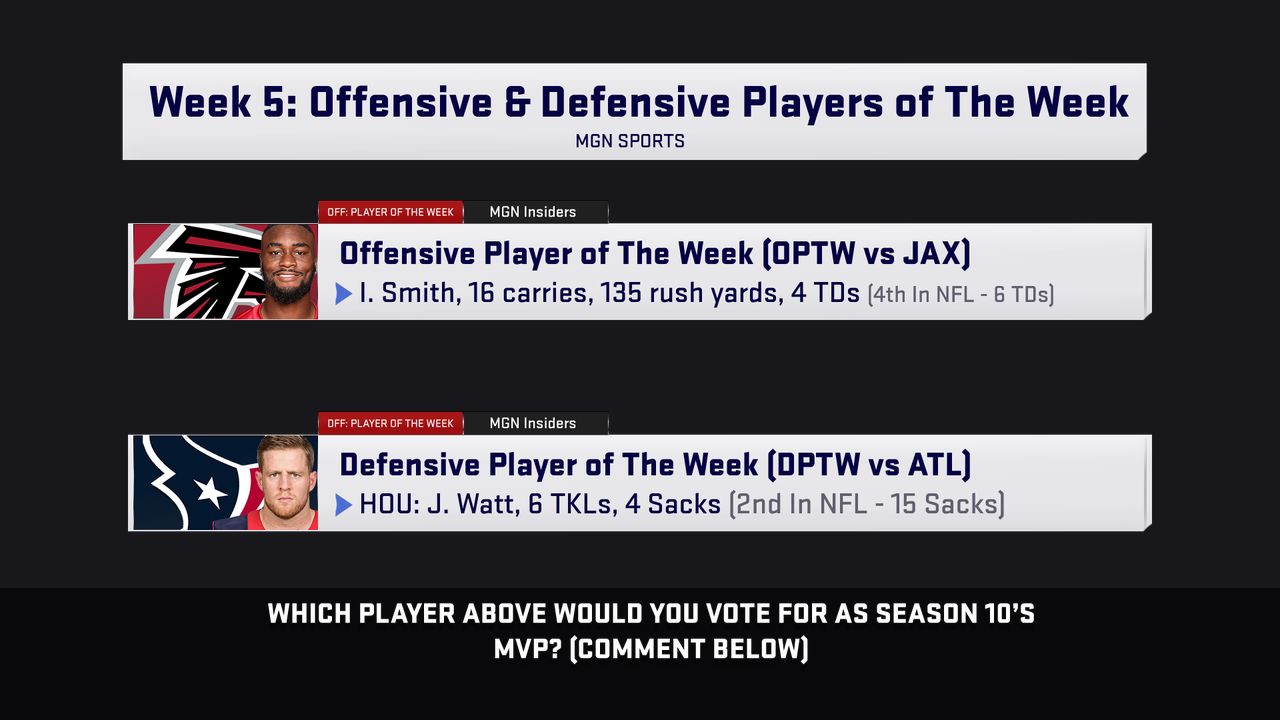 Week 5: Offensive & Defensive Players of The Week
MGN SPORTS
OFF: PLAYER OF THE WEEK MGN Insiders
Offensive Player of The Week (OPTW vs JAX)
I. Smith, 16 carries, 135 rush yards, 4 TDs (4th In NFL - 6 TDs)
OFF: PLAYER OF THE WEEK MGN Insiders
Defensive Player of The Week (DPTW vs ATL)
HOU: J. Watt, 6 TKLs, 4 Sacks (2nd In NFL - 15 Sacks)
WHICH PLAYER ABOVE WOULD YOU VOTE FOR AS SEASON 10'S
MVP? (COMMENT BELOW)